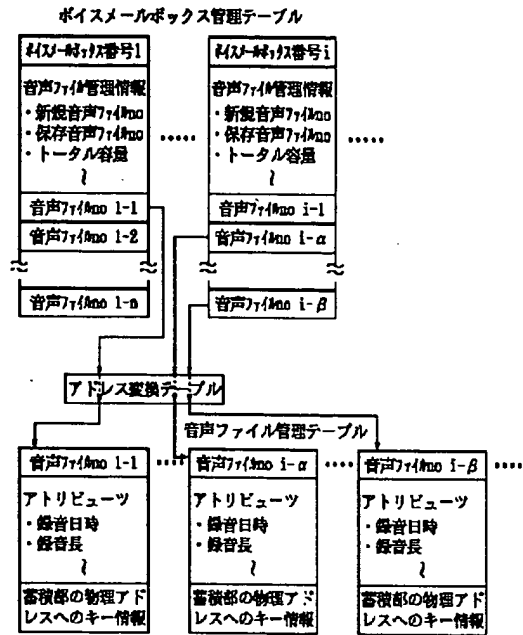 ボイスメールボックス管理テーブル
ボイスメールボックス番号1
音声ファイル管理情報
・新規音声ファイルno
・保存音声ファイルno
・トータル容量
音声ファイルno 1-1
音声ファイルno 1-2
音声ファイルno 1-n
ボイスメールボックス番号i
音声ファイル管理情報
・新規音声ファイルno
・保存音声ファイルno
・トータル容量
音声ファイルno i-1
音声ファイルno i-α
音声ファイルno i-β
アドレス変換テーブル
音声ファイル管理テーブル
音声ファイルno 1-1
アトリビューツ
・録音日時
・録音長
蓄積部の物理アド
レスへのキー情報
音声ファイルno i-α
アトリビューツ
・録音日時
・録音長
蓄積部の物理アド
レスへのキー情報
音声ファイルno i-β
アトリビューツ
・録音日時
・録音長
蓄積部の物理アド
レスへのキー情報